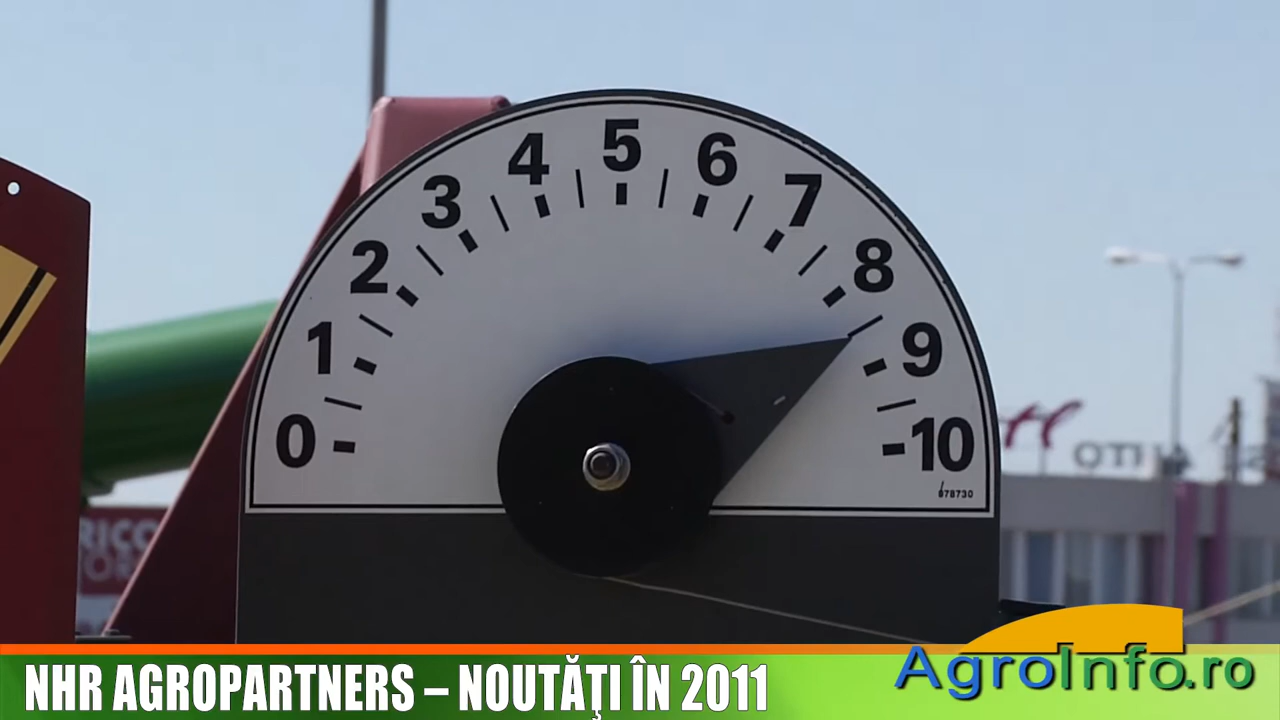 0 1 2 3 4 5 6 7 8 9 10
878730
RICO
NHR AGROPARTNERS – NOUTĂŢI ÎN 2011
AgroInfo.ro